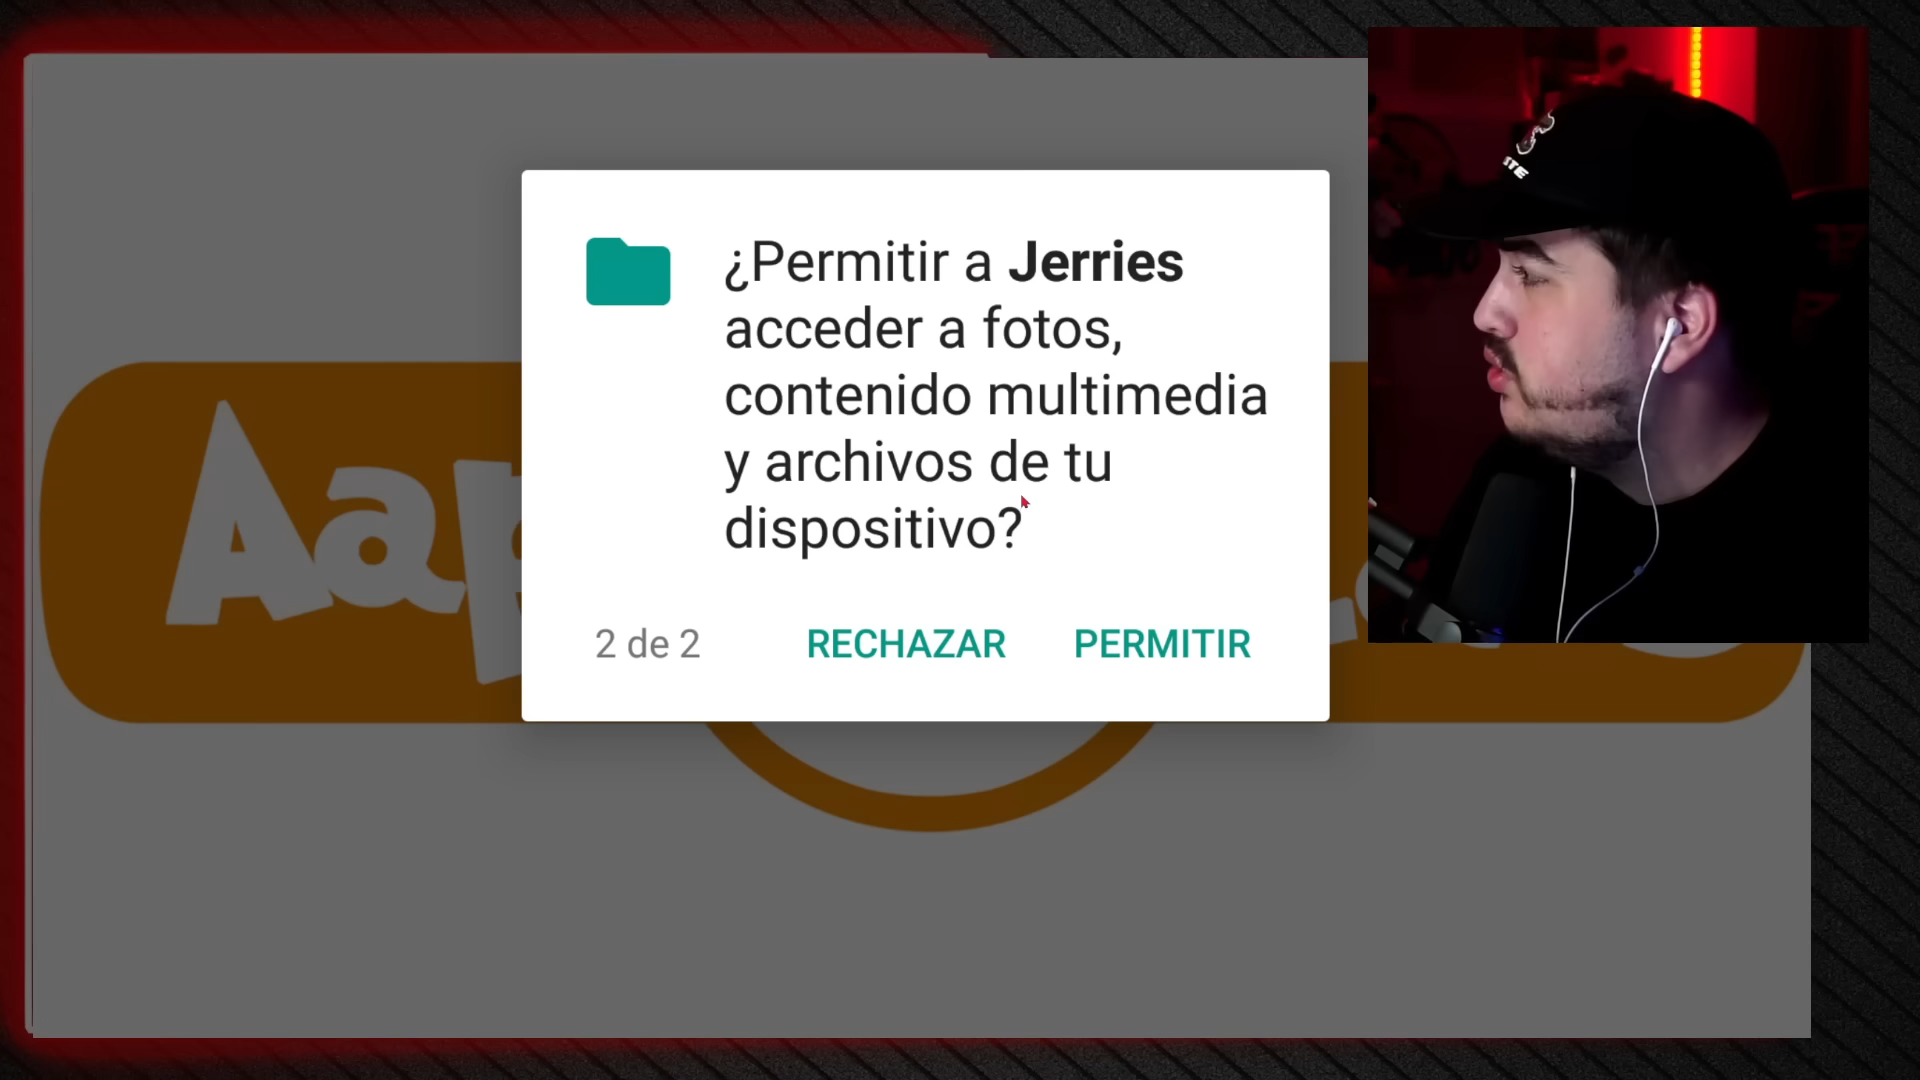 ¿Permitir a Jerries
acceder a fotos,
contenido multimedia
y archivos de tu
dispositivo?
2 de 2
RECHAZAR
PERMITIR